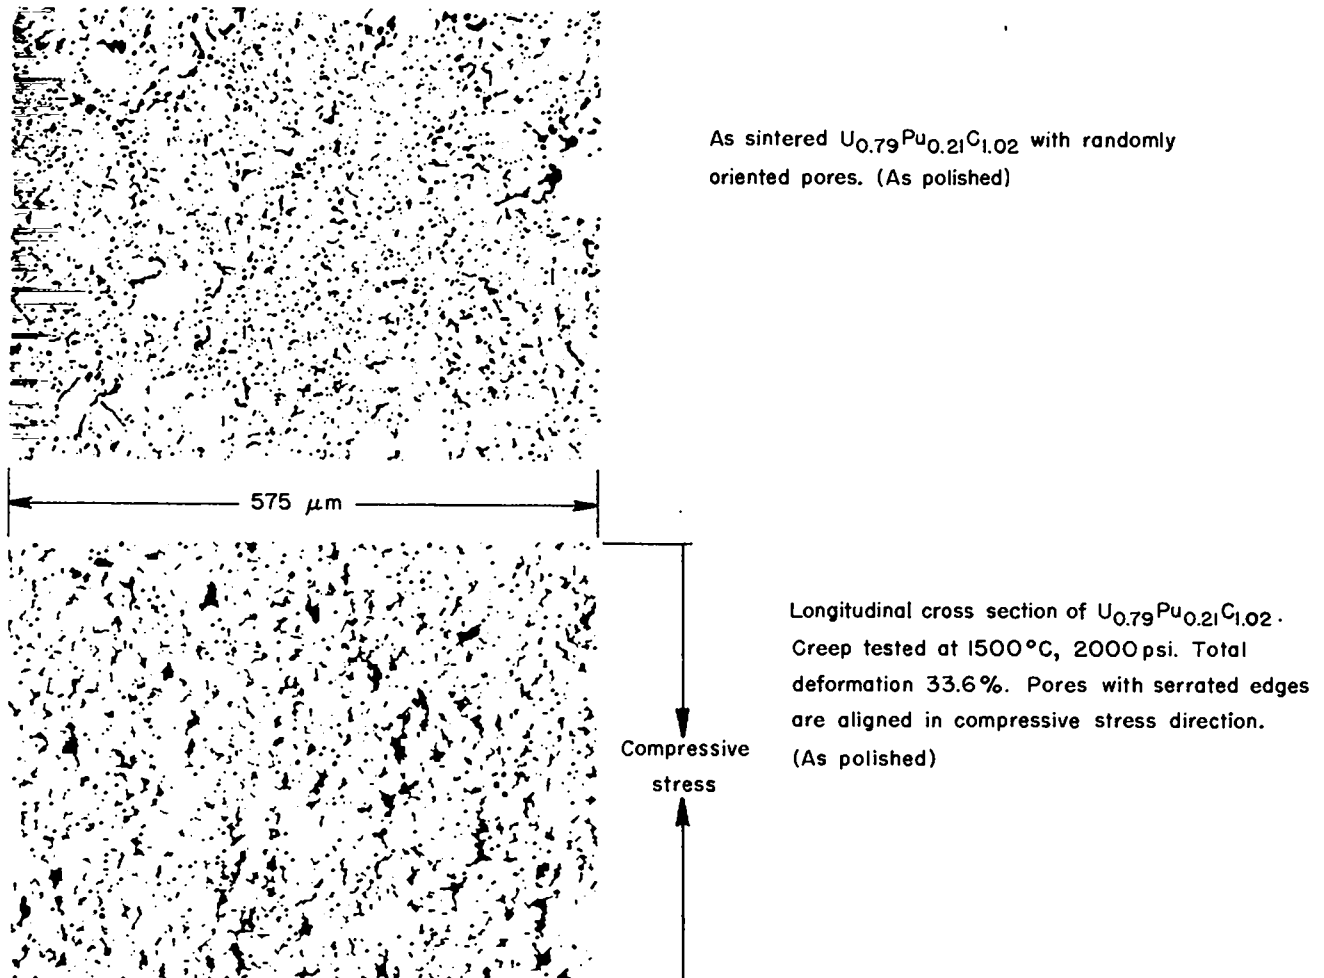 As sintered U0.79Pu0.21C1.02 with randomly
oriented pores. (As polished)
575 μm
Longitudinal cross section of U0.79Pu0.21C1.02.
Creep tested at 1500°C, 2000 psi. Total
deformation 33.6%. Pores with serrated edges
are aligned in compressive stress direction.
(As polished)
Compressive
stress